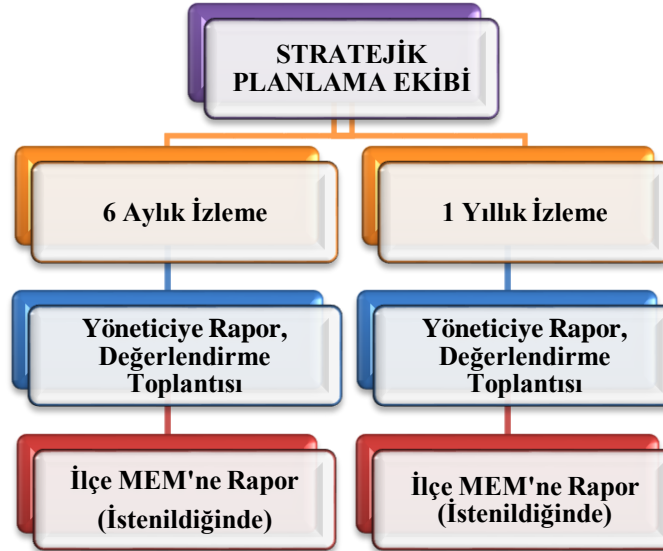 STRATEJİK
PLANLAMA EKİBİ
6 Aylık İzleme
1 Yıllık İzleme
Yöneticiye Rapor,
Değerlendirme
Toplantısı
Yöneticiye Rapor,
Değerlendirme
Toplantısı
İlçe MEM'ne Rapor
(İstenildiğinde)
İlçe MEM'ne Rapor
(İstenildiğinde)